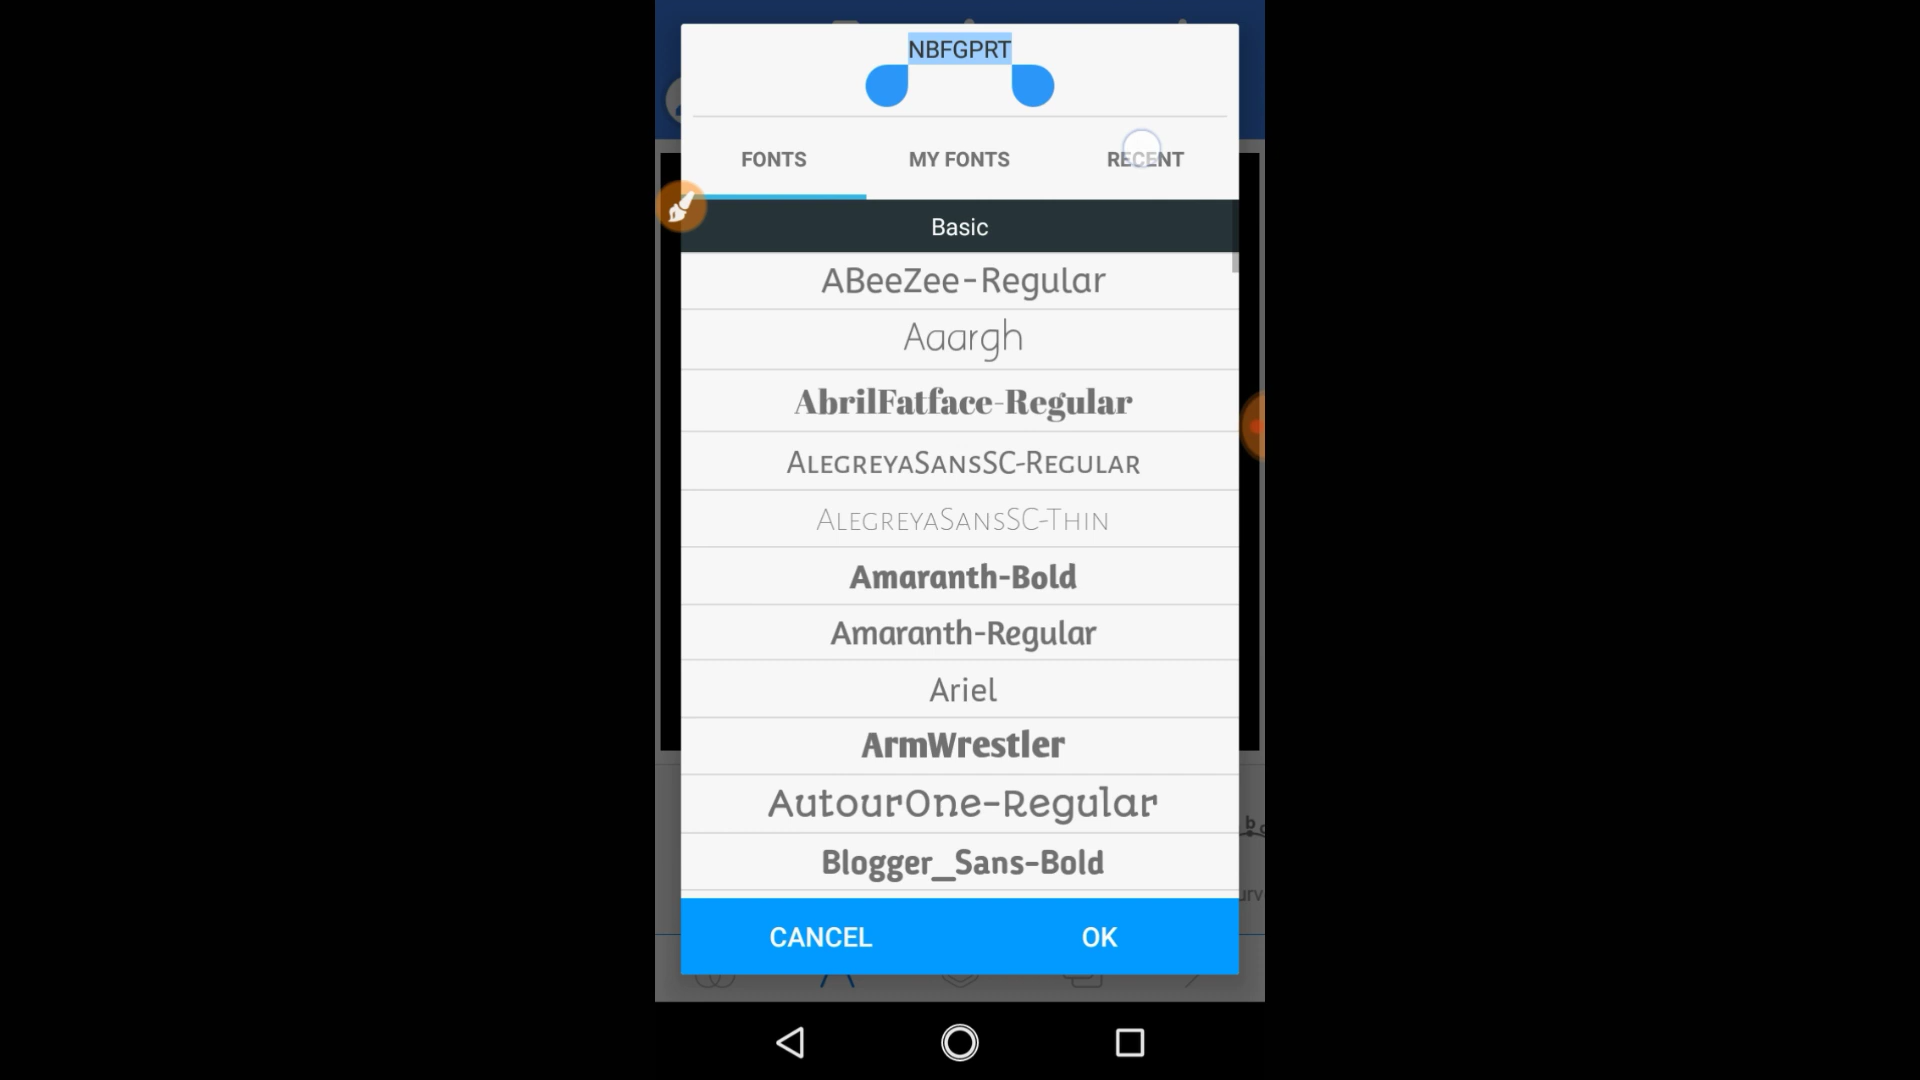 NBFGPRT
FONTS MY FONTS RECENT
Basic
ABeeZee-Regular
Aaargh
AbrilFatface-Regular
AlegreyaSansSC-Regular
AlegreyaSansSC-Thin
Amaranth-Bold
Amaranth-Regular
Ariel
ArmWrestler
AutourOne-Regular
Blogger_Sans-Bold
CANCEL OK